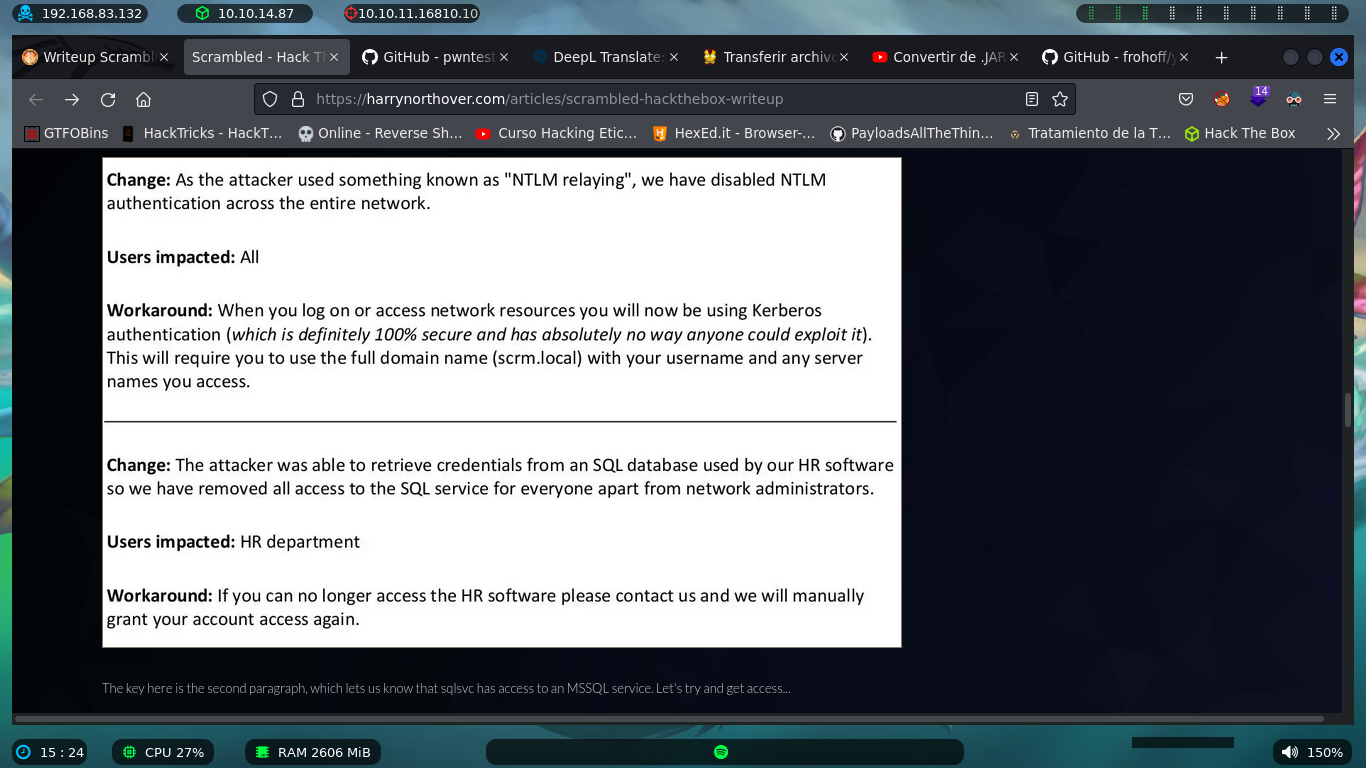 192.168.83.132 10.10.14.87 10.10.11.16810.10
Writeup Scrambl Scrambled - Hack Th GitHub - pwntest DeepL Translate: Transferir archivo Convertir de .JAR GitHub - frohoff/y
https://harrynorthover.com/articles/scrambled-hackthebox-writeup 14
GTFOBins HackTricks - HackT... Online - Reverse Sh... Curso Hacking Etic... HexEd.it - Browser-... PayloadsAllTheThin... Tratamiento de la T... Hack The Box
Change: As the attacker used something known as "NTLM relaying", we have disabled NTLM
authentication across the entire network.
Users impacted: All
Workaround: When you log on or access network resources you will now be using Kerberos
authentication (which is definitely 100% secure and has absolutely no way anyone could exploit it).
This will require you to use the full domain name (scrm.local) with your username and any server
names you access.
Change: The attacker was able to retrieve credentials from an SQL database used by our HR software
so we have removed all access to the SQL service for everyone apart from network administrators.
Users impacted: HR department
Workaround: If you can no longer access the HR software please contact us and we will manually
grant your account access again.
The key here is the second paragraph, which lets us know that sqlsvc has access to an MSSQL service. Let's try and get access...
15 : 24 CPU 27% RAM 2606 MiB 150%